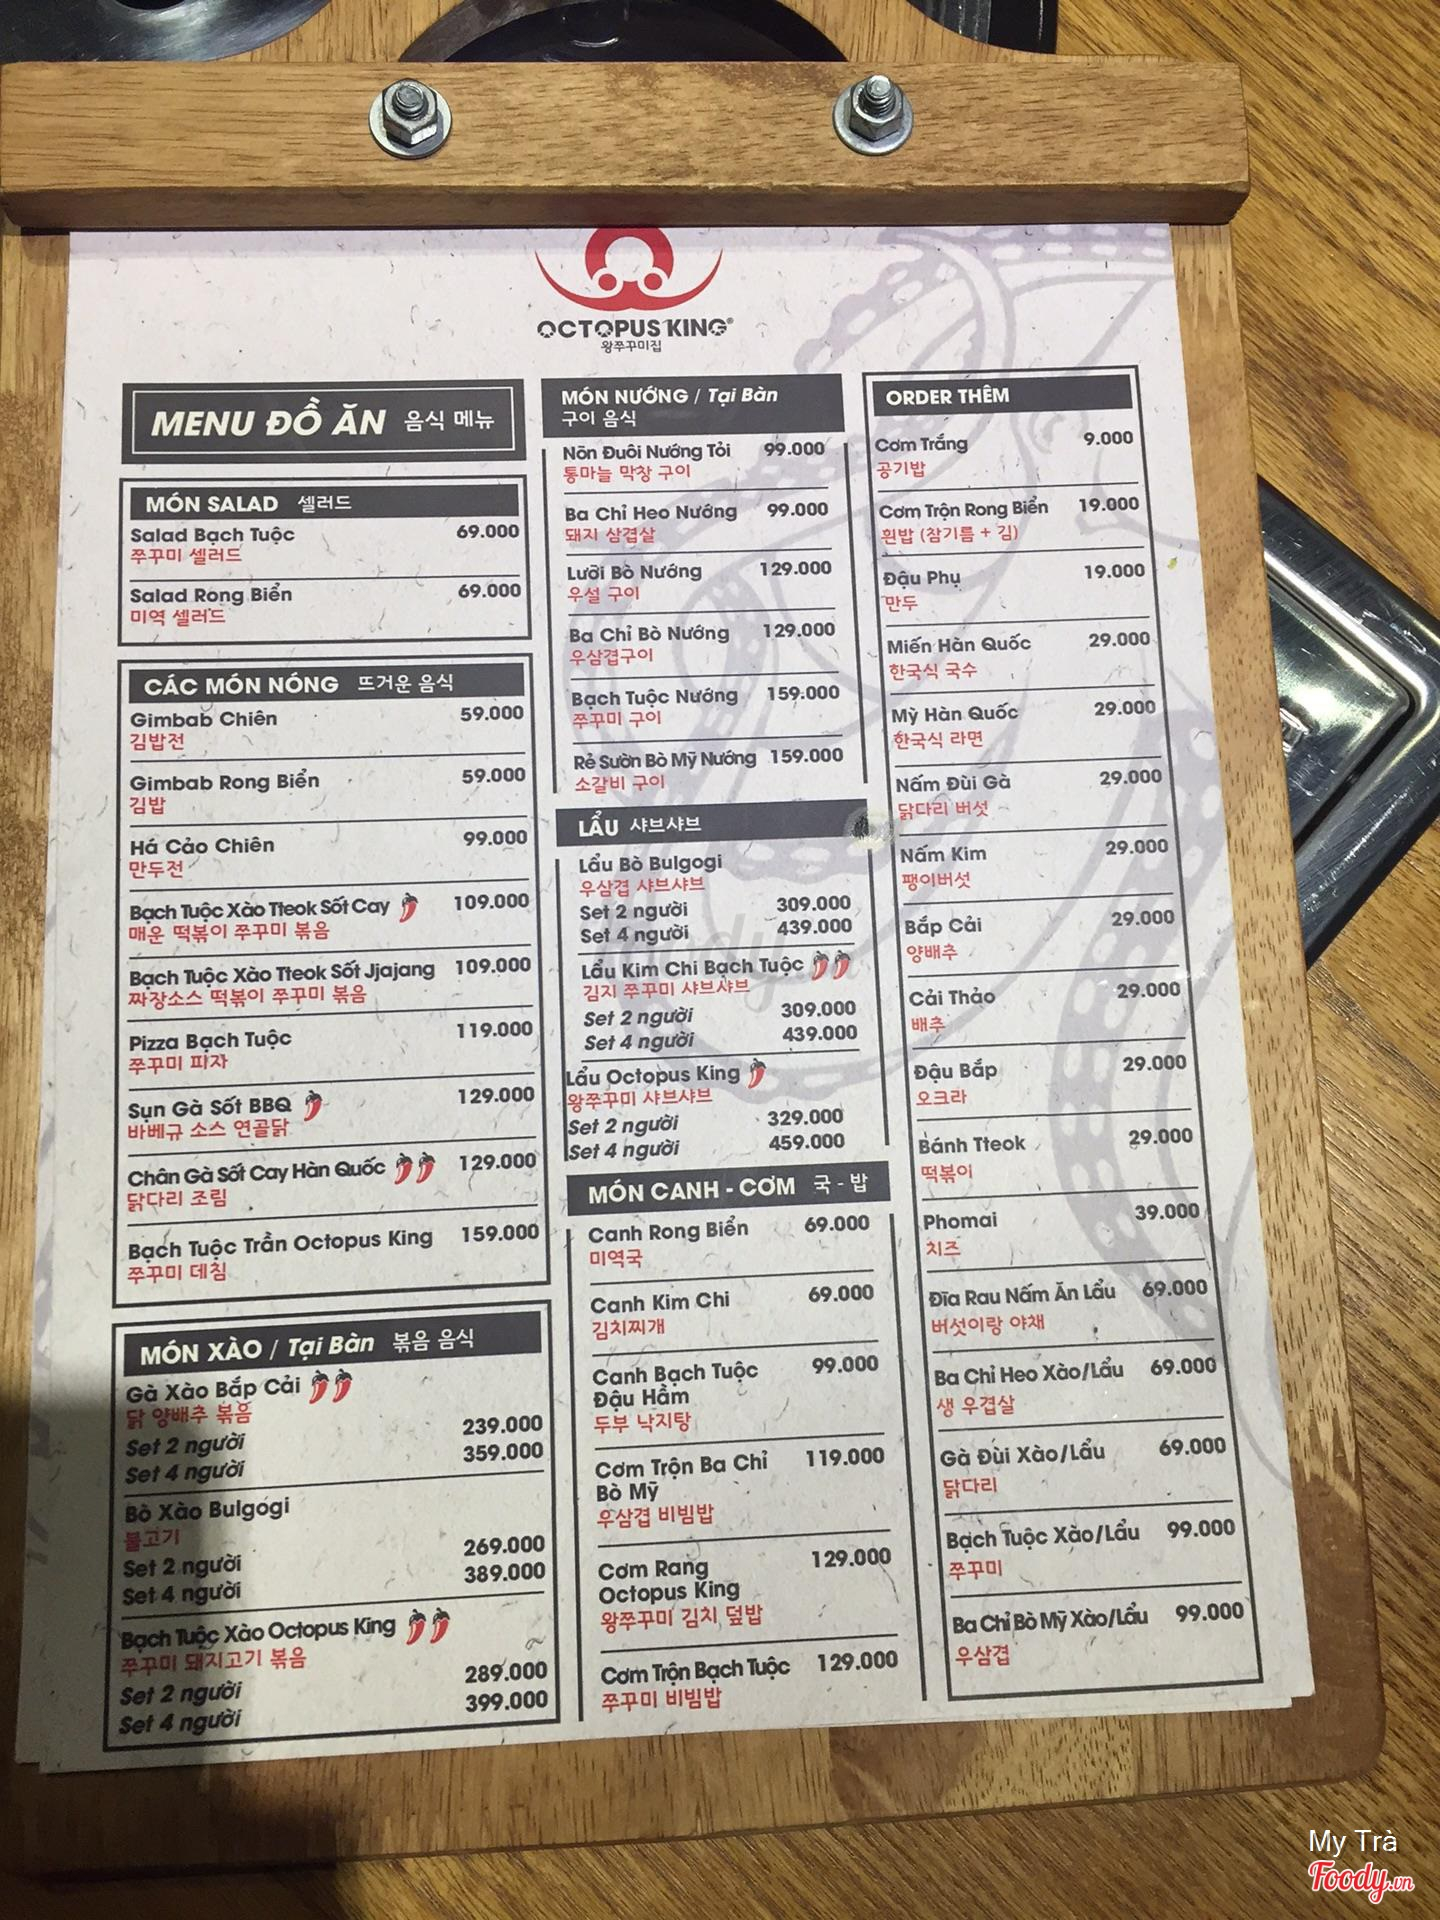 OCTOPUS KING®
왕쭈꾸미집
MENU ĐỒ ĂN 음식 메뉴
MÓN SALAD 셀러드
Salad Bạch Tuộc 69.000
쭈꾸미 셀러드
Salad Rong Biển 69.000
미역 셀러드
CÁC MÓN NÓNG 뜨거운 음식
Gimbab Chiên 59.000
김밥전
Gimbab Rong Biển 59.000
김밥
Há Cảo Chiên 99.000
만두전
Bạch Tuộc Xào Tteok Sốt Cay 109.000
매운 떡볶이 쭈꾸미 볶음
Bạch Tuộc Xào Tteok Sốt Jjajang 109.000
짜장소스 떡볶이 쭈꾸미 볶음
Pizza Bạch Tuộc 119.000
쭈꾸미 피자
Sụn Gà Sốt BBQ 129.000
바베규 소스 연골닭
Chân Gà Sốt Cay Hàn Quốc 129.000
닭다리 조림
Bạch Tuộc Trần Octopus King 159.000
쭈꾸미 데침
MÓN XÀO / Tại Bàn 볶음 음식
Gà Xào Bắp Cải
닭 양배추 볶음
Set 2 người 239.000
Set 4 người 359.000
Bò Xào Bulgogi
불고기
Set 2 người 269.000
Set 4 người 389.000
Bạch Tuộc Xào Octopus King
쭈꾸미 돼지고기 볶음
Set 2 người 289.000
Set 4 người 399.000
MÓN NƯỚNG / Tại Bàn
구이 음식
Nõn Đuôi Nướng Tỏi 99.000
통마늘 막창 구이
Ba Chỉ Heo Nướng 99.000
돼지 삼겹살
Lưỡi Bò Nướng 129.000
우설 구이
Ba Chỉ Bò Nướng 129.000
우삼겹구이
Bạch Tuộc Nướng 159.000
쭈꾸미 구이
Rẻ Sườn Bò Mỹ Nướng 159.000
소갈비 구이
LẨU 샤브샤브
Lẩu Bò Bulgogi
우삼겹 샤브샤브
Set 2 người 309.000
Set 4 người 439.000
Lẩu Kim Chi Bạch Tuộc
김지 쭈꾸미 샤브샤브
Set 2 người 309.000
Set 4 người 439.000
Lẩu Octopus King
왕쭈꾸미 샤브샤브
Set 2 người 329.000
Set 4 người 459.000
MÓN CANH - CƠM 국 - 밥
Canh Rong Biển 69.000
미역국
Canh Kim Chi 69.000
김치찌개
Canh Bạch Tuộc 99.000
Đậu Hầm
두부 낙지탕
Cơm Trộn Ba Chỉ 119.000
Bò Mỹ
우삼겹 비빔밥
Cơm Rang 129.000
Octopus King
왕쭈꾸미 김치 덮밥
Cơm Trộn Bạch Tuộc 129.000
쭈꾸미 비빔밥
ORDER THÊM
Cơm Trắng 9.000
공기밥
Cơm Trộn Rong Biển 19.000
흰밥 (참기름 + 김)
Đậu Phụ 19.000
만두
Miến Hàn Quốc 29.000
한국식 국수
Mỳ Hàn Quốc 29.000
한국식 라면
Nấm Đùi Gà 29.000
닭다리 버섯
Nấm Kim 29.000
팽이버섯
Bắp Cải 29.000
양배추
Cải Thảo 29.000
배추
Đậu Bắp 29.000
오크라
Bánh Tteok 29.000
떡볶이
Phomai 39.000
치즈
Đĩa Rau Nấm Ăn Lẩu 69.000
버섯이랑 야채
Ba Chỉ Heo Xào/Lẩu 69.000
생 우겹살
Gà Đùi Xào/Lẩu 69.000
닭다리
Bạch Tuộc Xào/Lẩu 99.000
쭈꾸미
Ba Chỉ Bò Mỹ Xào/Lẩu 99.000
우삼겹
My Trà
Foody.vn